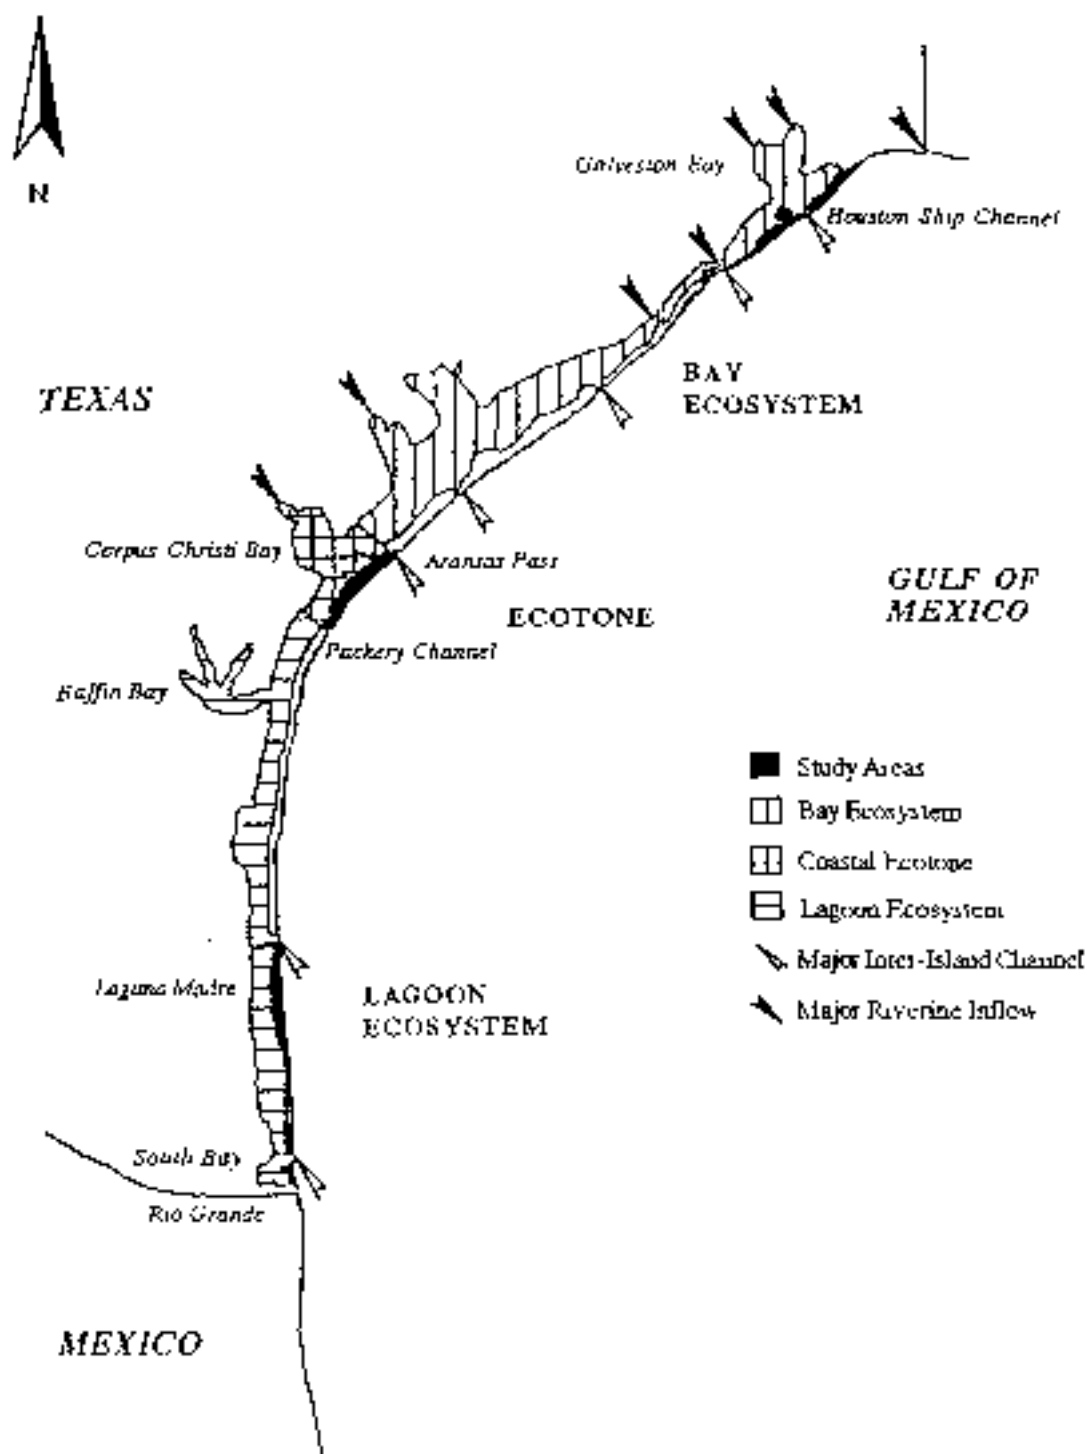 N
Galveston Bay
Houston Ship Channel
TEXAS
BAY
ECOSYSTEM
Corpus Christi Bay
Aransas Pass
GULF OF
MEXICO
ECOTONE
Packery Channel
Baffin Bay
Study Areas
Bay Ecosystem
Coastal Ecotone
Lagoon Ecosystem
Major Inter-Island Channel
Major Riverine Inflow
Laguna Madre
LAGOON
ECOSYSTEM
South Bay
Rio Grande
MEXICO